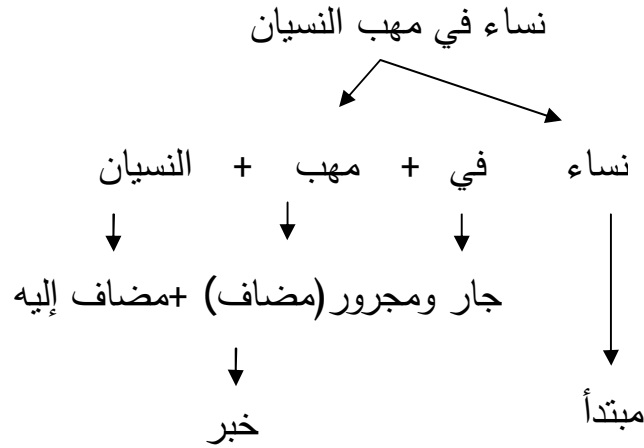 نساء في مهب النسيان
نساء في + مهب + النسيان
جار ومجرور (مضاف) +مضاف إليه
مبتدأ
خبر